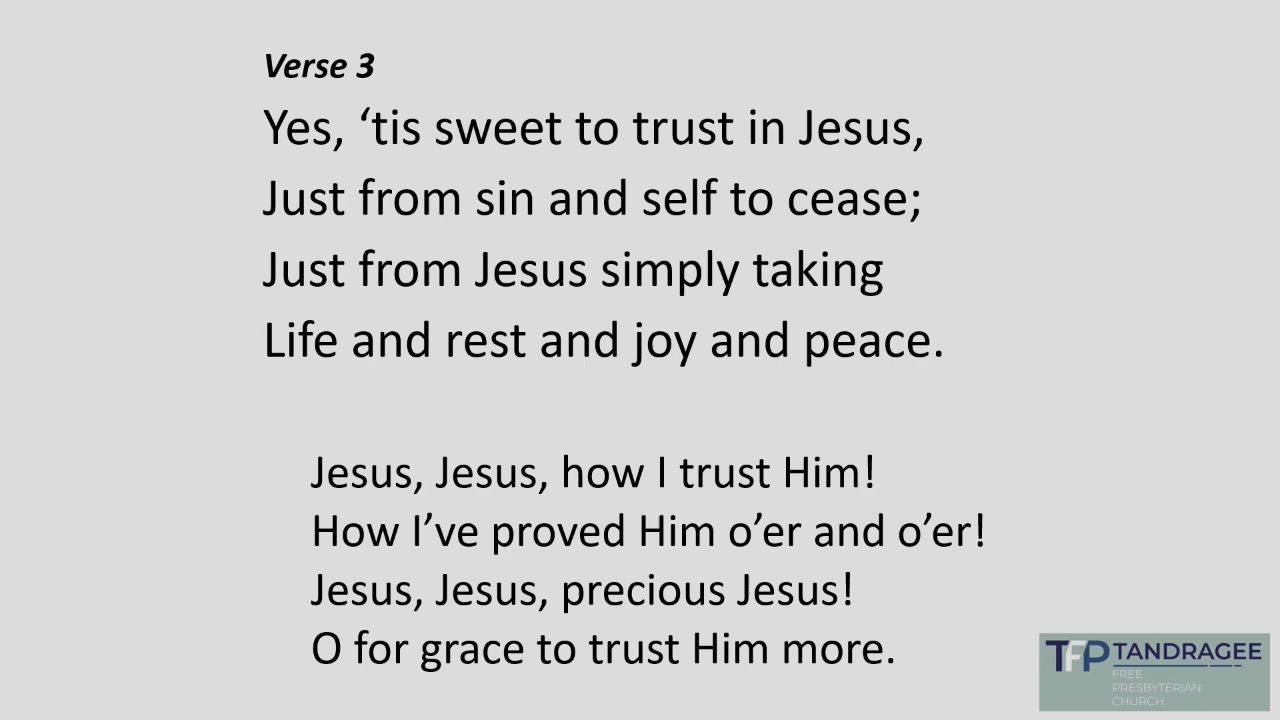 Verse 3
Yes, ‘tis sweet to trust in Jesus,
Just from sin and self to cease;
Just from Jesus simply taking
Life and rest and joy and peace.
Jesus, Jesus, how I trust Him!
How I’ve proved Him o’er and o’er!
Jesus, Jesus, precious Jesus!
O for grace to trust Him more.
TFP TANDRAGEE
FREE
PRESBYTERIAN
CHURCH